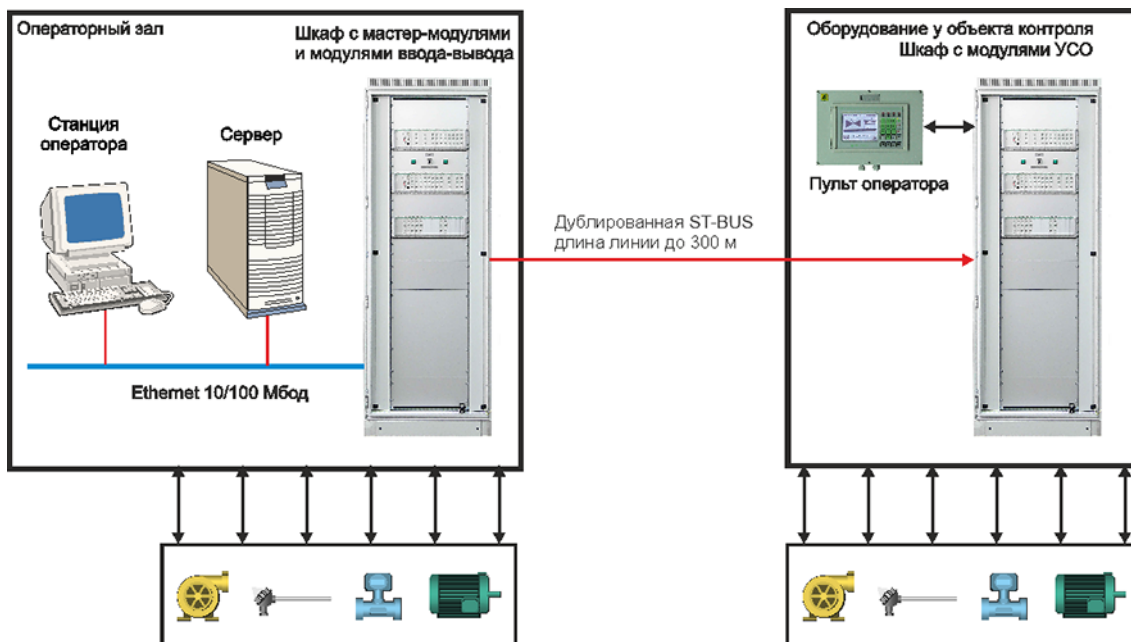 Операторный зал
Шкаф с мастер-модулями
и модулями ввода-вывода
Станция
оператора
Сервер
Ethernet 10/100 Мбод
Дублированная ST-BUS
длина линии до 300 м
Оборудование у объекта контроля
Шкаф с модулями УСО
Пульт оператора